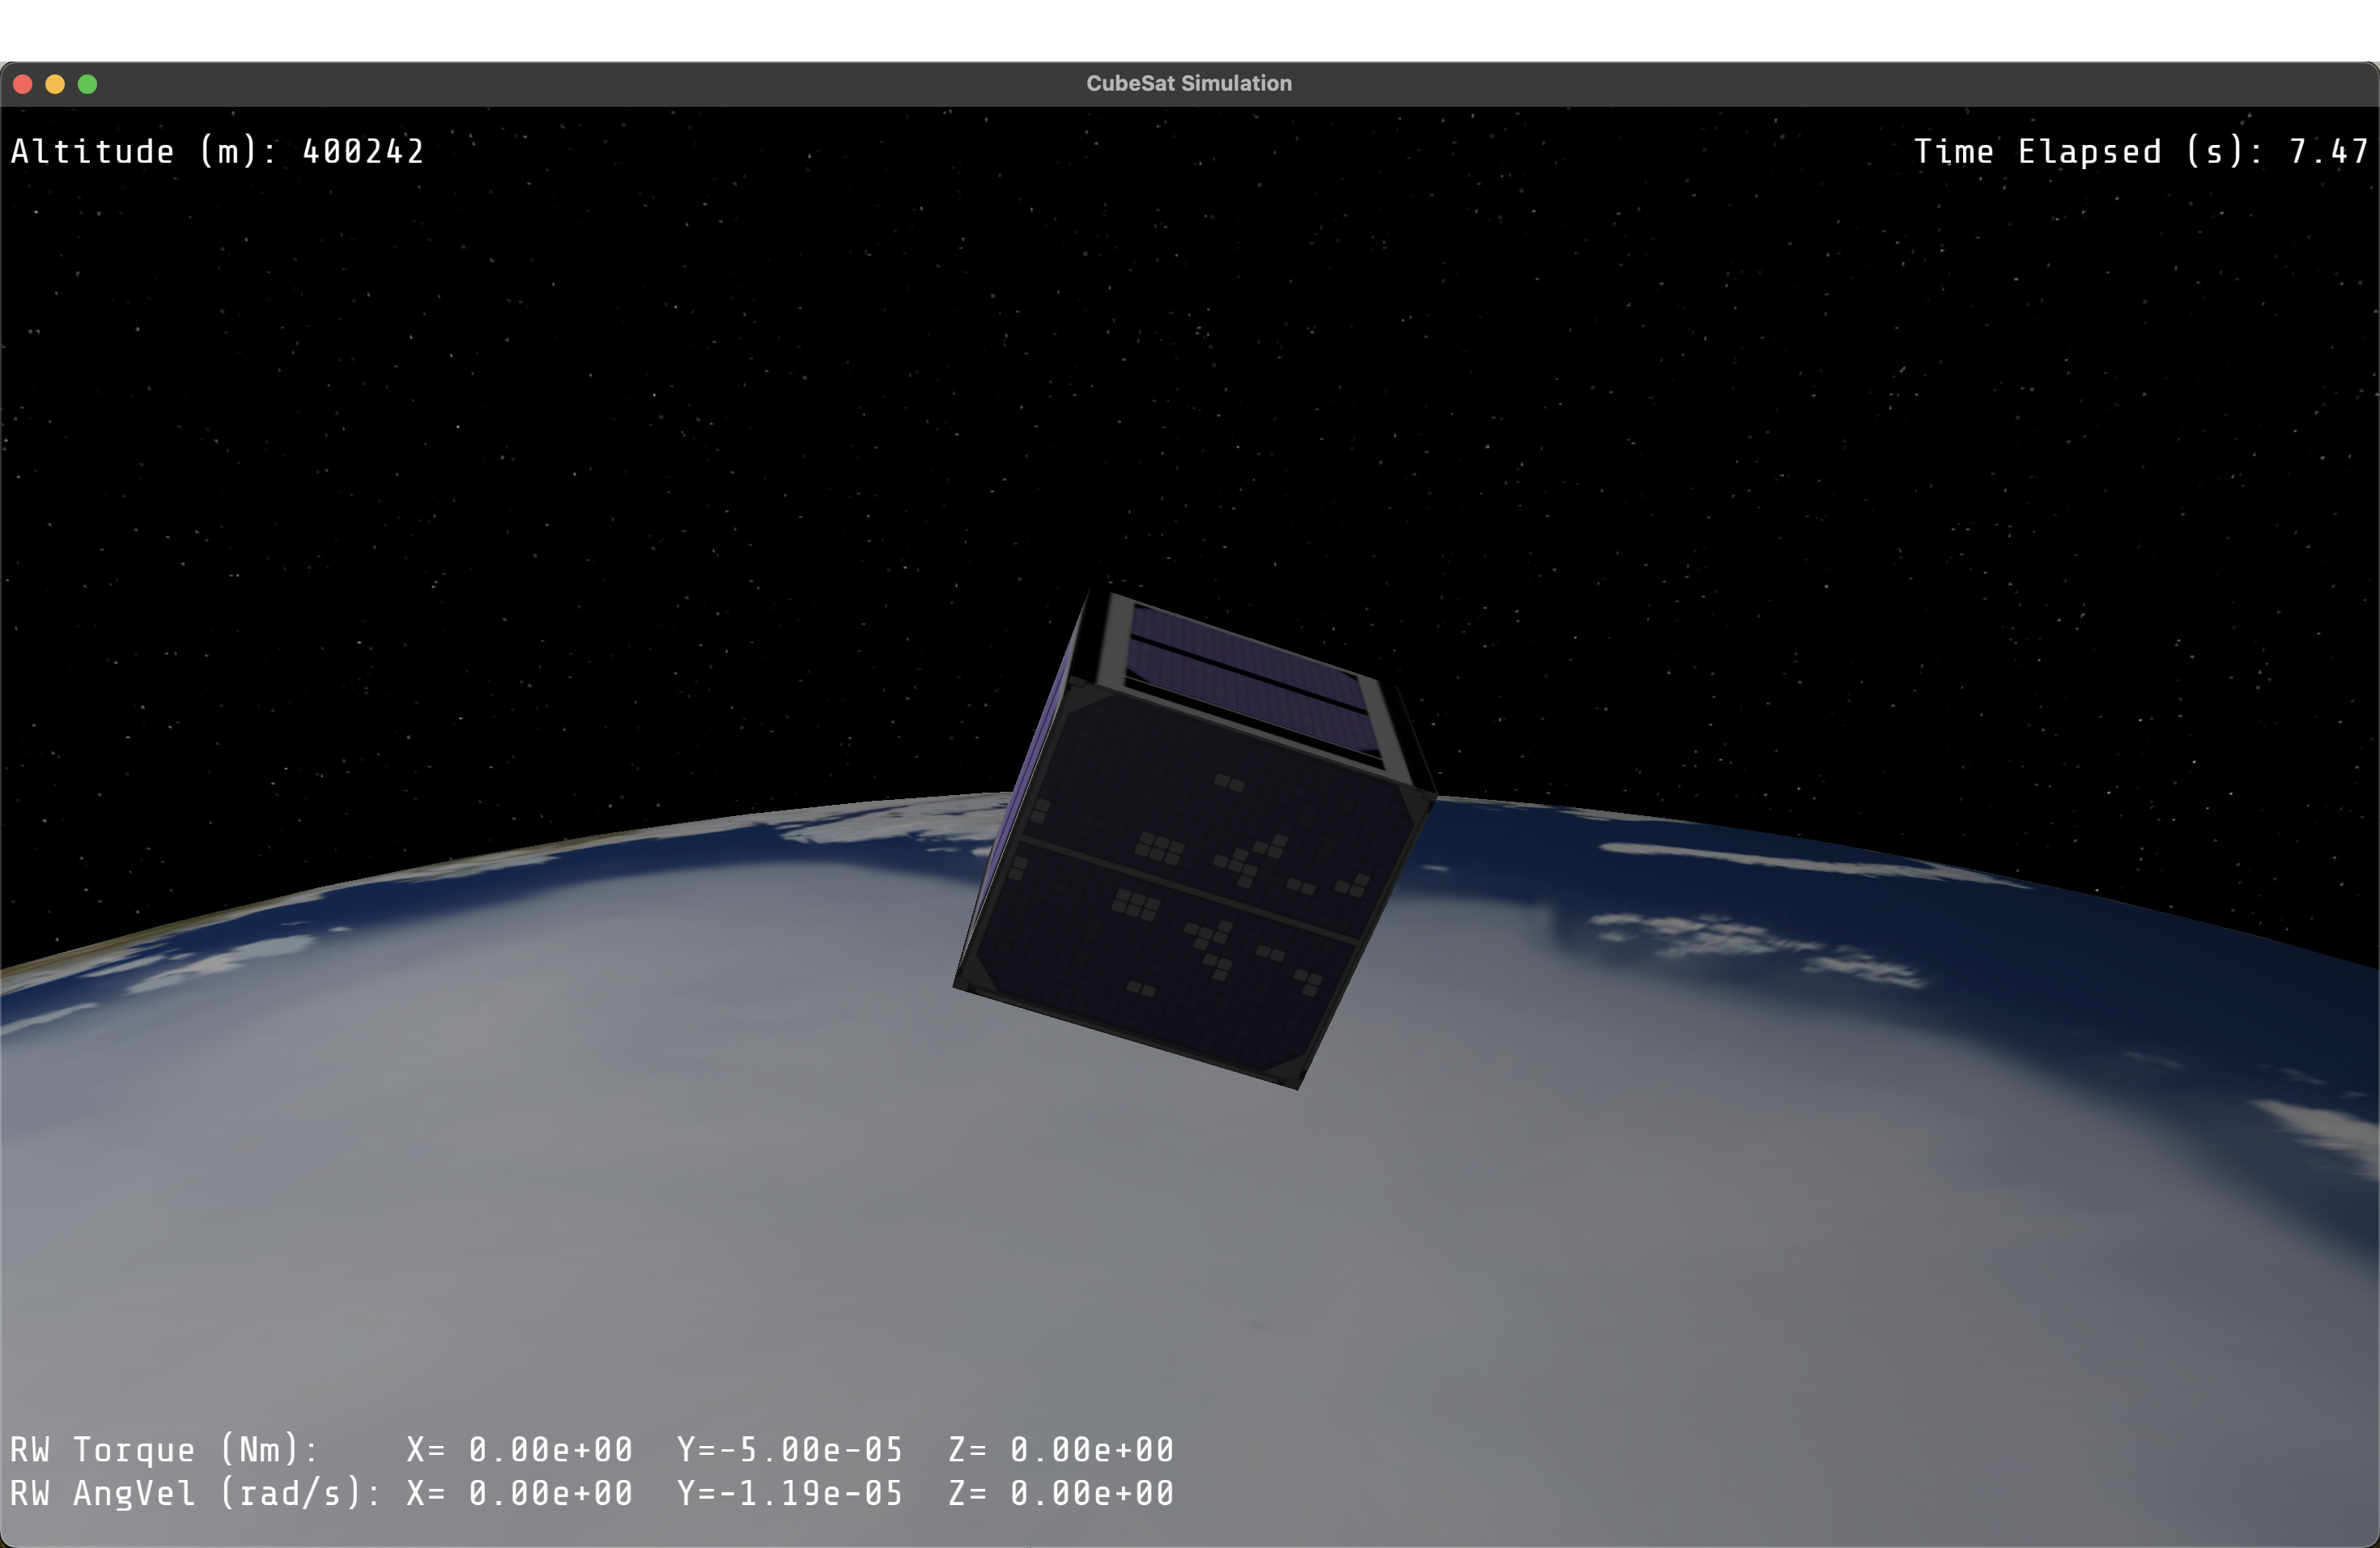 CubeSat Simulation
Altitude (m): 400242
Time Elapsed (s): 7.47
RW Torque (Nm): X= 0.00e+00 Y=-5.00e-05 Z= 0.00e+00
RW AngVel (rad/s): X= 0.00e+00 Y=-1.19e-05 Z= 0.00e+00